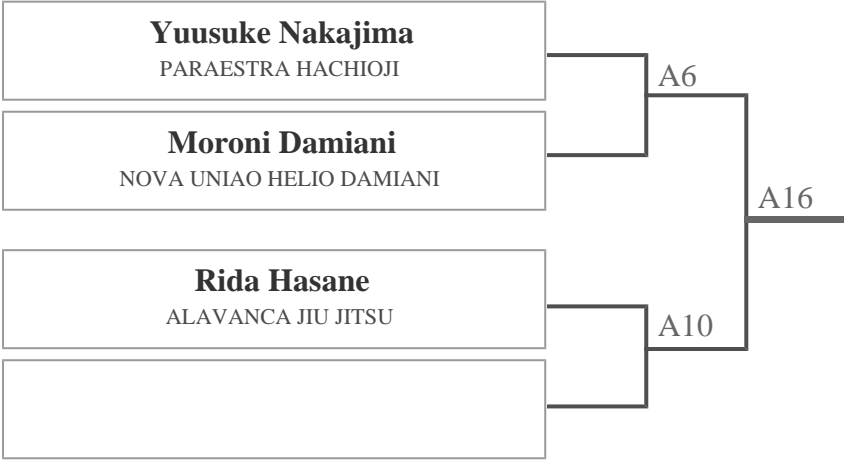 Yuusuke Nakajima
PARAESTRA HACHIOJI
A6
Moroni Damiani
NOVA UNIAO HELIO DAMIANI
A16
Rida Hasane
ALAVANCA JIU JITSU
A10